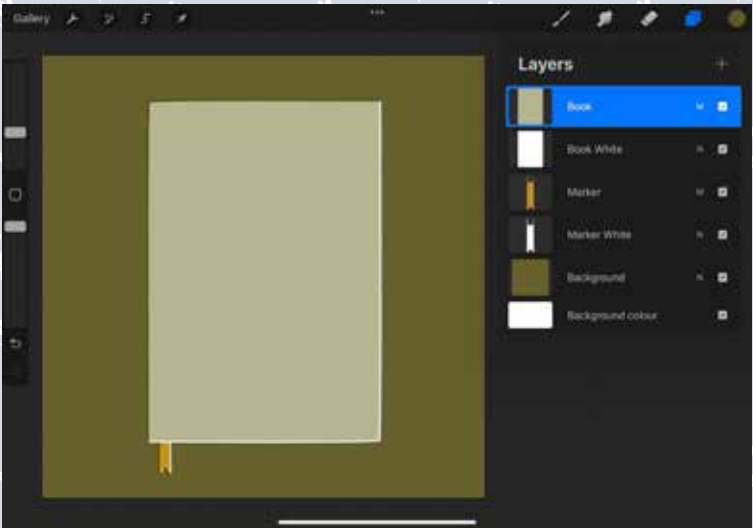 Gallery
Layers
Book M
Book White N
Marker M
Marker White N
Background N
Background colour